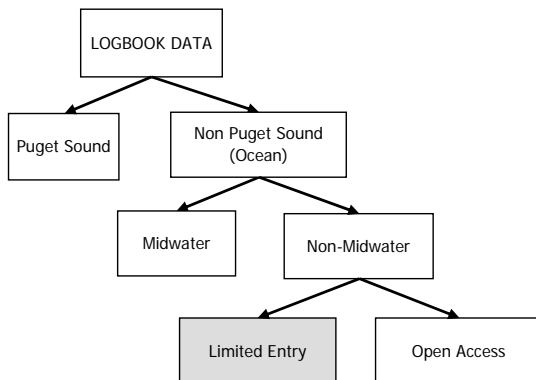 LOGBOOK DATA
Puget Sound
Non Puget Sound
(Ocean)
Midwater
Non-Midwater
Limited Entry
Open Access